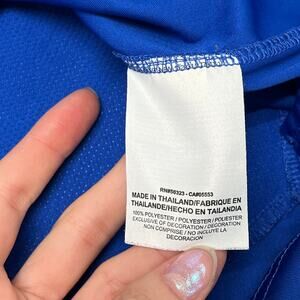 RN#56323 - CA#05553
MADE IN THAILAND/FABRIQUE EN
THAILANDE/HECHO EN TAILANDIA
100% POLYESTER / POLYESTER / POLIESTER
EXCLUSIVE OF DECORATION / DECORATION
NON COMPRISE / NO INCLUYE LA
DECORACION